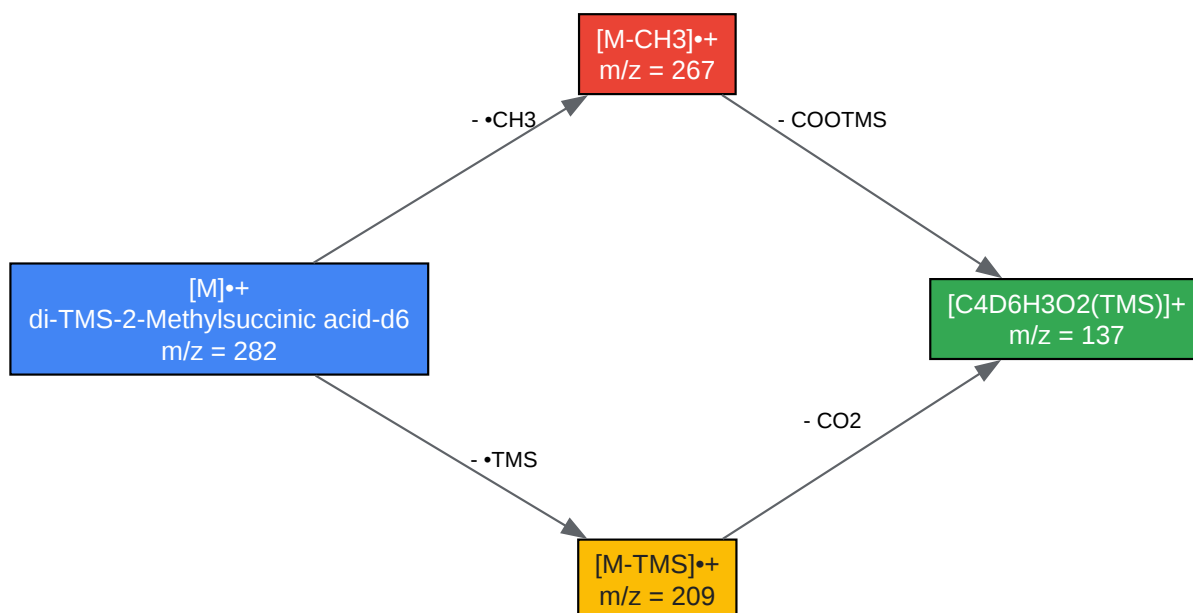 [M-CH3]•+
m/z = 267
- •CH3
- COOTMS
[M]•+
di-TMS-2-Methylsuccinic acid-d6
m/z = 282
[C4D6H3O2(TMS)]+
m/z = 137
- •TMS
- CO2
[M-TMS]•+
m/z = 209